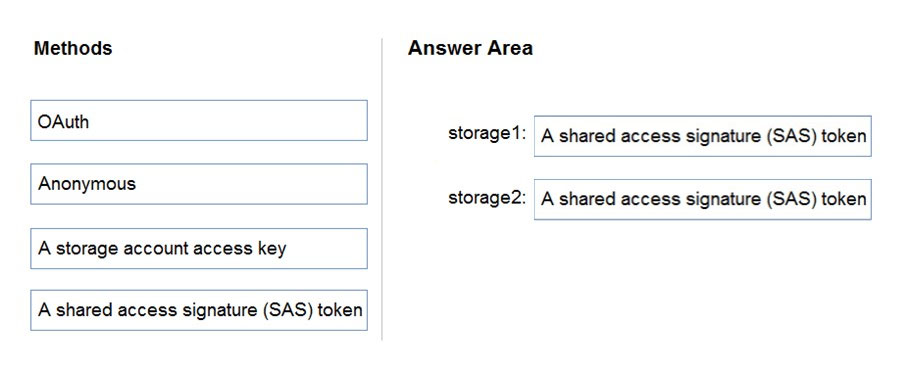 Methods
Answer Area
OAuth
Anonymous
A storage account access key
A shared access signature (SAS) token
storage1: A shared access signature (SAS) token
storage2: A shared access signature (SAS) token